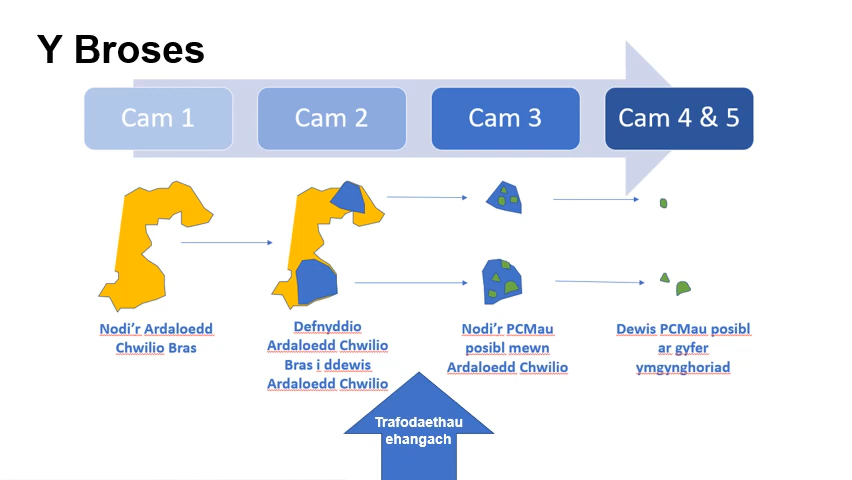 Y Broses
Cam 1
Cam 2
Cam 3
Cam 4 & 5
Nodi'r Ardaloedd
Chwilio Bras
Defnyddio
Ardaloedd Chwilio
Bras i ddewis
Ardaloedd Chwilio
Nodi'r PCMau
posibl mewn
Ardaloedd Chwilio
Dewis PCMau posibl
ar gyfer
ymgynghoriad
Trafodaethau
ehangach